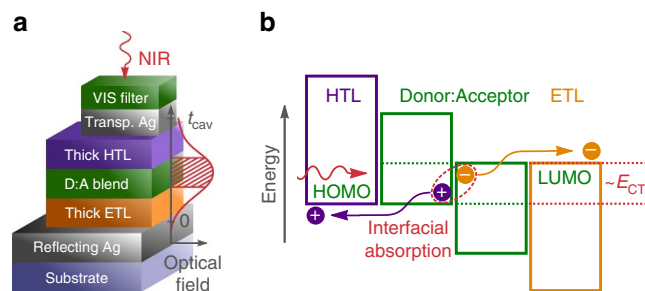 a
NIR
VIS filter
Transp. Ag
t_cav
Thick HTL
D:A blend
Thick ETL
0
Reflecting Ag
Optical
field
Substrate
b
HTL
Donor:Acceptor
ETL
Energy
HOMO
LUMO
~E_CT
+
−
+
−
Interfacial
absorption